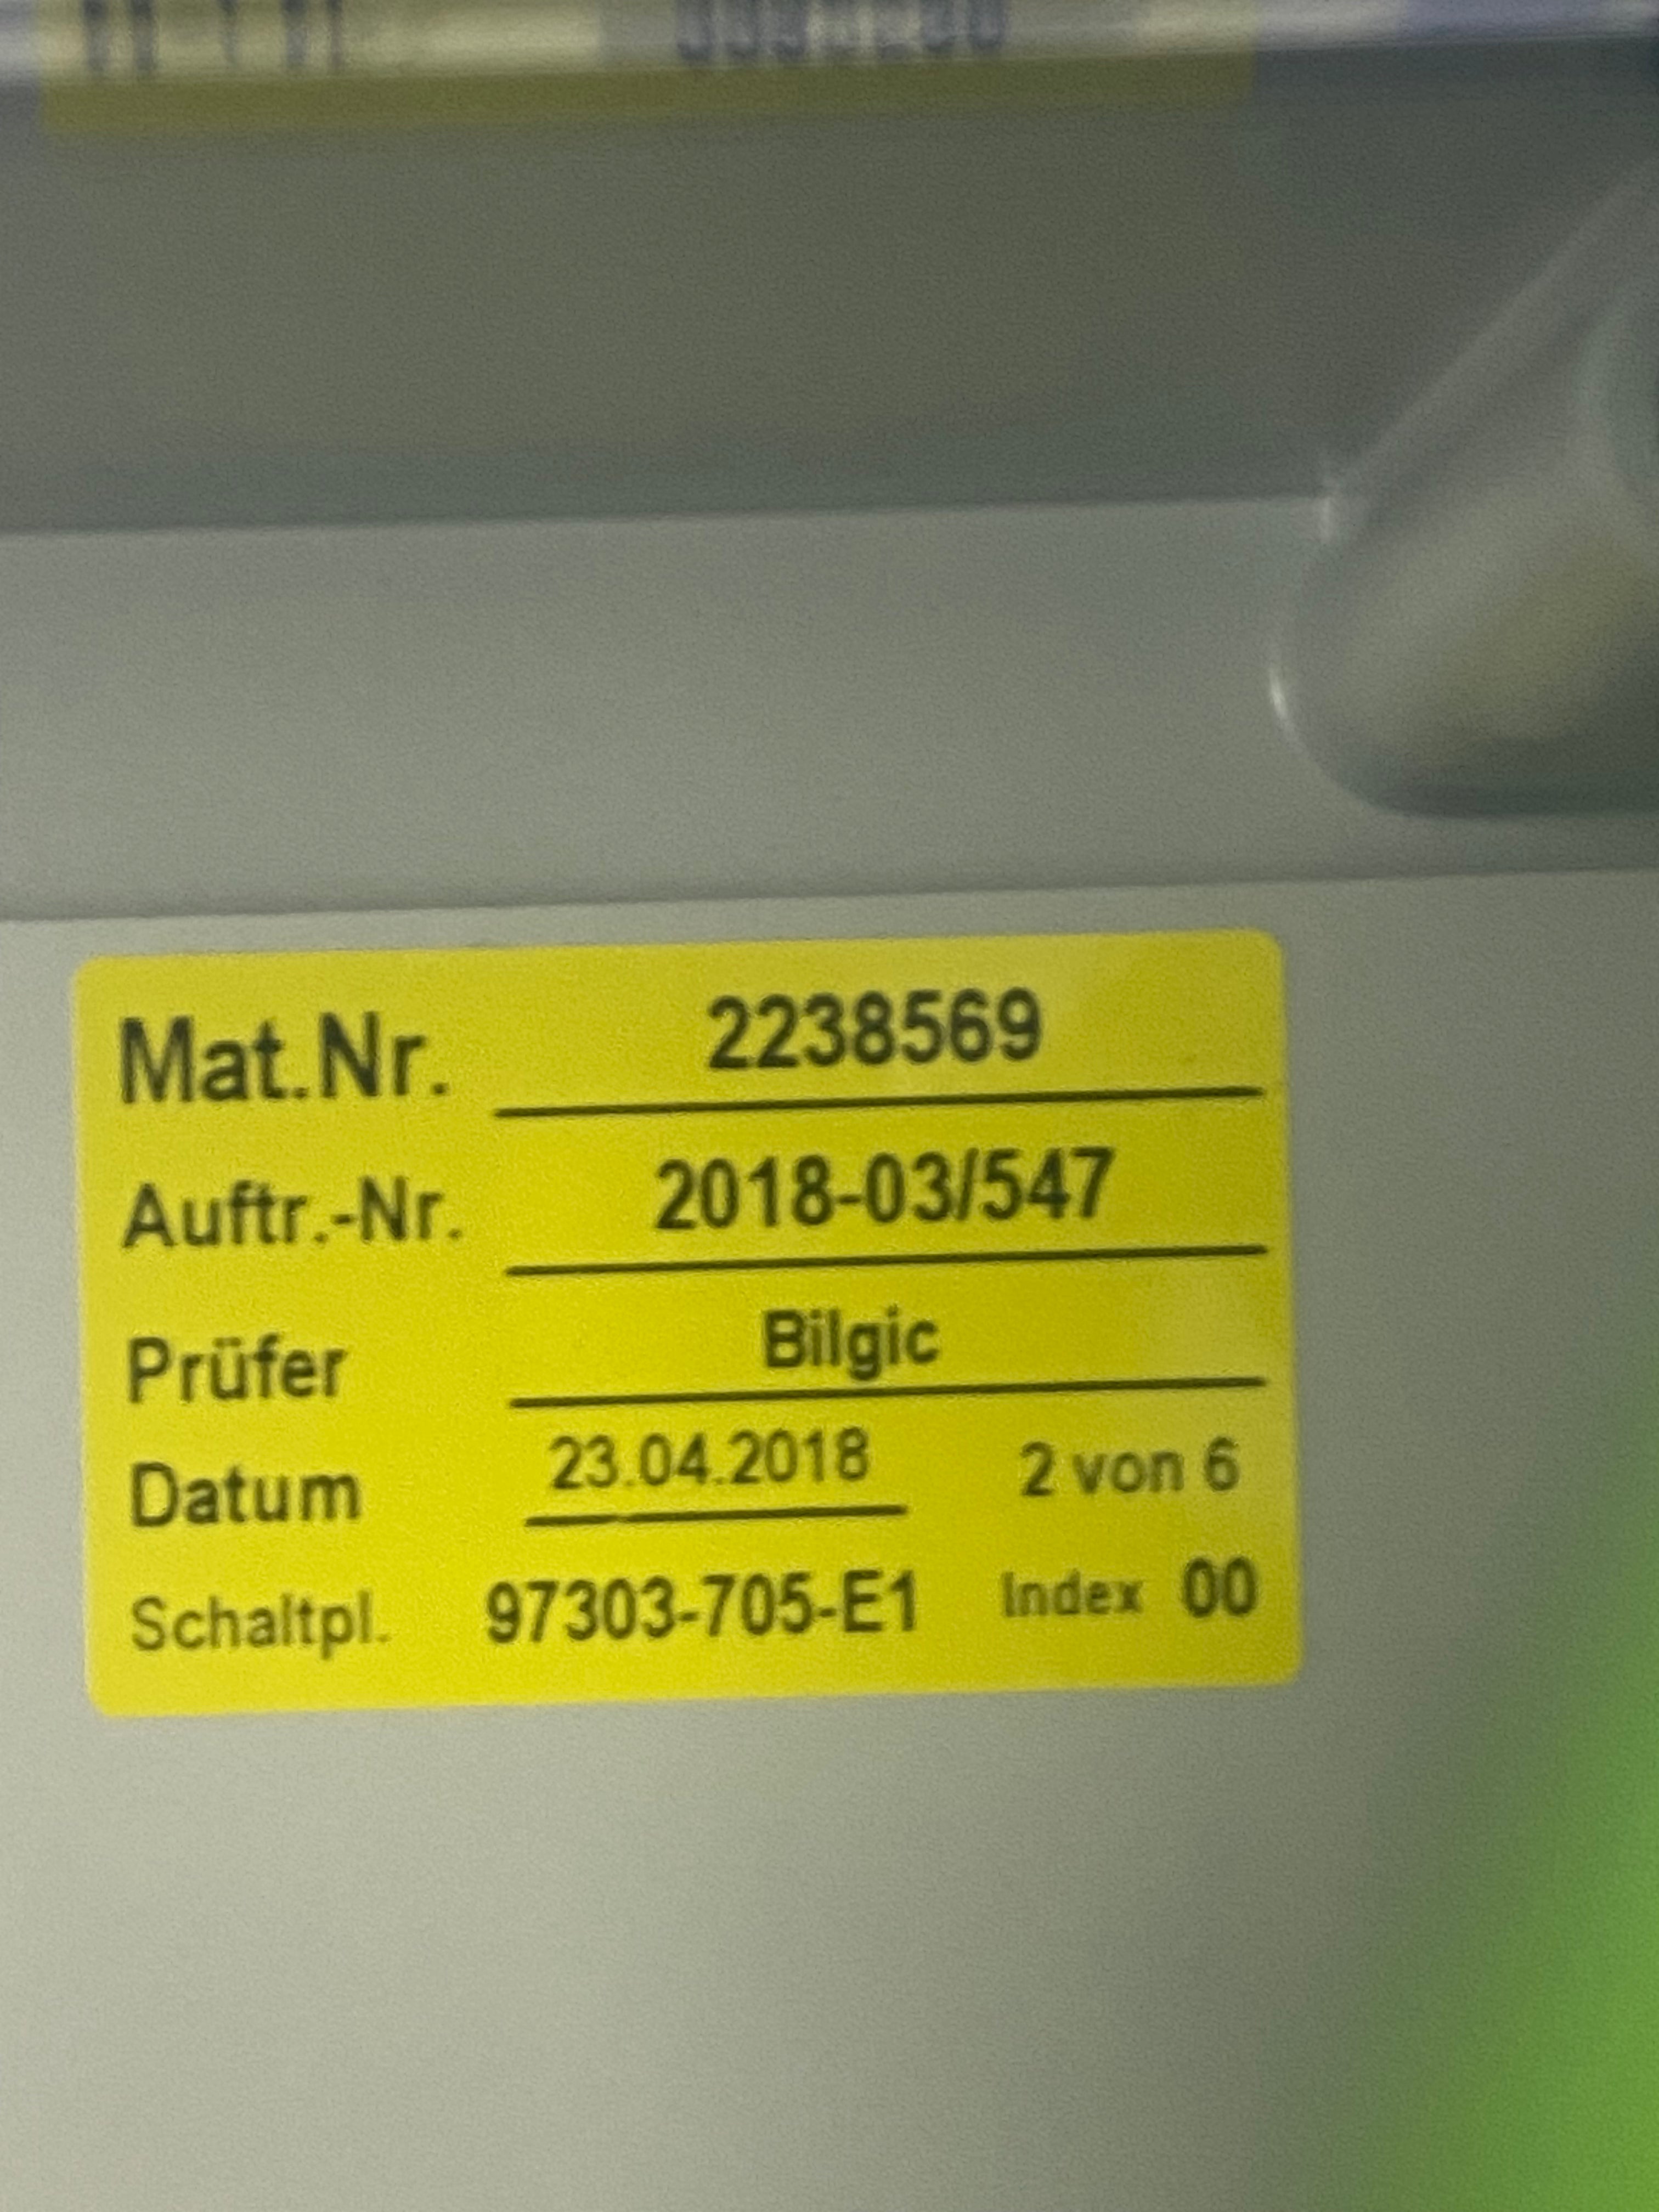 Mat.Nr. 2238569
Auftr.-Nr. 2018-03/547
Prüfer Bilgic
Datum 23.04.2018 2 von 6
Schaltpl. 97303-705-E1 Index 00